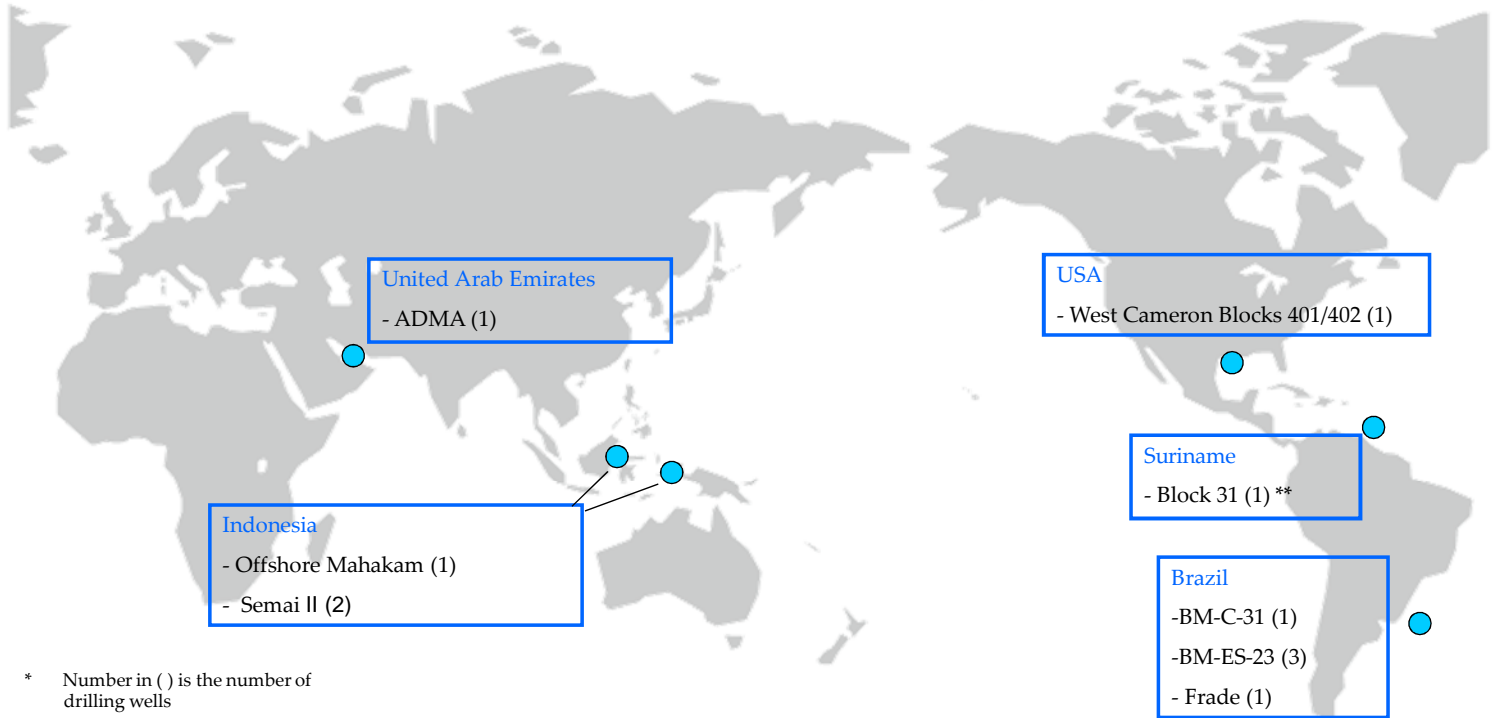 United Arab Emirates
- ADMA (1)
USA
- West Cameron Blocks 401/402 (1)
Suriname
- Block 31 (1) **
Indonesia
- Offshore Mahakam (1)
- Semai II (2)
Brazil
-BM-C-31 (1)
-BM-ES-23 (3)
- Frade (1)
* Number in ( ) is the number of
drilling wells